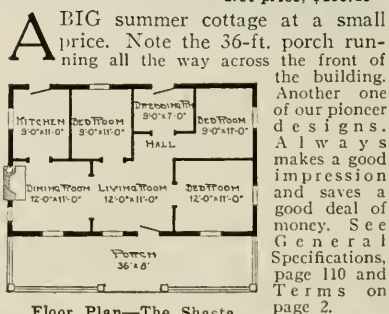 A BIG summer cottage at a small
price. Note the 36-ft. porch run-
ning all the way across the front of
the building.
Another one
of our pioneer
designs.
Always
makes a good
impression
and saves a
good deal of
money. See
General
Specifications,
page 110 and
Terms on
page 2.
KITCHEN
9'-0"x11'-0"
BEDROOM
9'-0"x11'-0"
DRESSING RM
9'-0"x7'-0"
BEDROOM
9'-0"x11'-0"
HALL
DINING ROOM
12'-0"x11'-0"
LIVING ROOM
12'-0"x11'-0"
BEDROOM
12'-0"x11'-0"
PORCH
36'x8'
Floor Plan—The Shasta